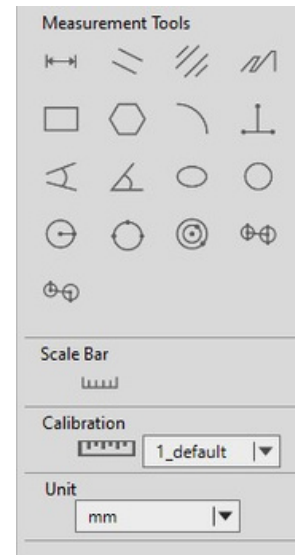 Measurement Tools
Scale Bar
Calibration
1_default
Unit
mm